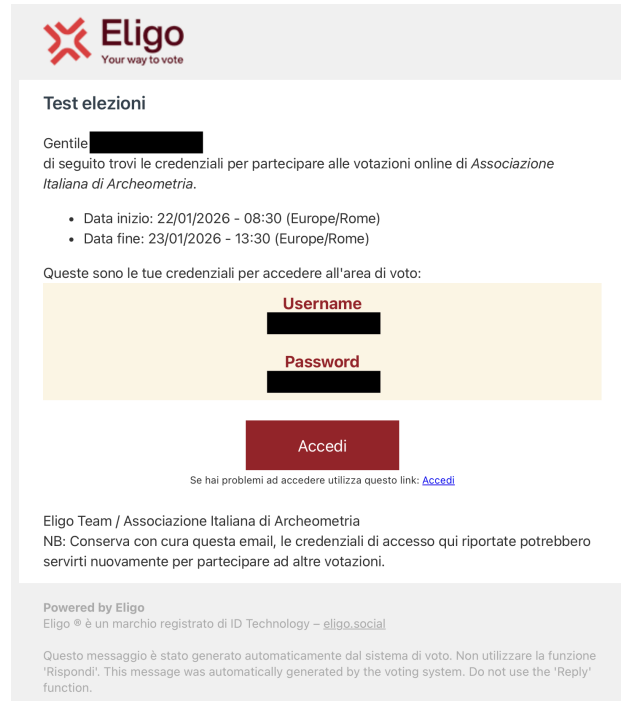 Eligo
Your way to vote
Test elezioni
Gentile
di seguito trovi le credenziali per partecipare alle votazioni online di Associazione
Italiana di Archeometria.
• Data inizio: 22/01/2026 - 08:30 (Europe/Rome)
• Data fine: 23/01/2026 - 13:30 (Europe/Rome)
Queste sono le tue credenziali per accedere all'area di voto:
Username
Password
Accedi
Se hai problemi ad accedere utilizza questo link: Accedi
Eligo Team / Associazione Italiana di Archeometria
NB: Conserva con cura questa email, le credenziali di accesso qui riportate potrebbero
servirti nuovamente per partecipare ad altre votazioni.
Powered by Eligo
Eligo ® è un marchio registrato di ID Technology – eligo.social
Questo messaggio è stato generato automaticamente dal sistema di voto. Non utilizzare la funzione
'Rispondi'. This message was automatically generated by the voting system. Do not use the 'Reply'
function.